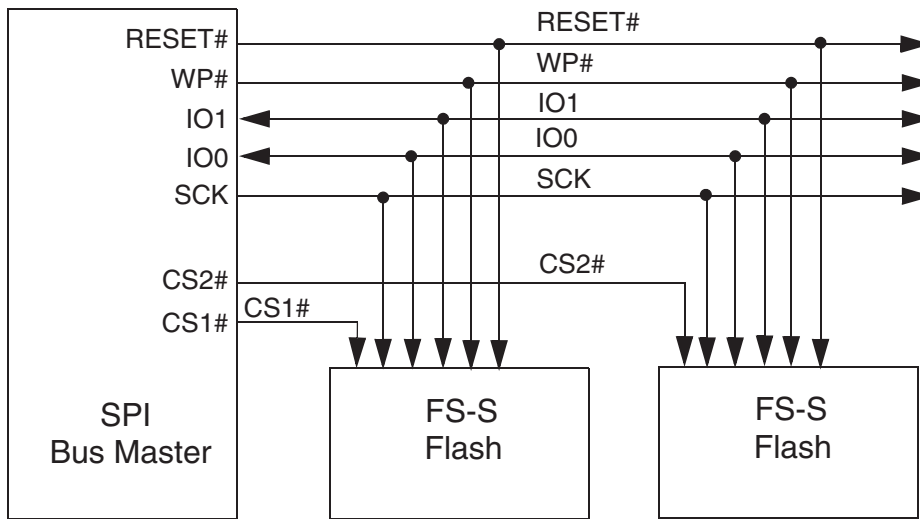 RESET#
RESET#
WP#
WP#
IO1
IO1
IO0
IO0
SCK
SCK
CS2#
CS2#
CS1#
CS1#
SPI
Bus Master
FS-S
Flash
FS-S
Flash